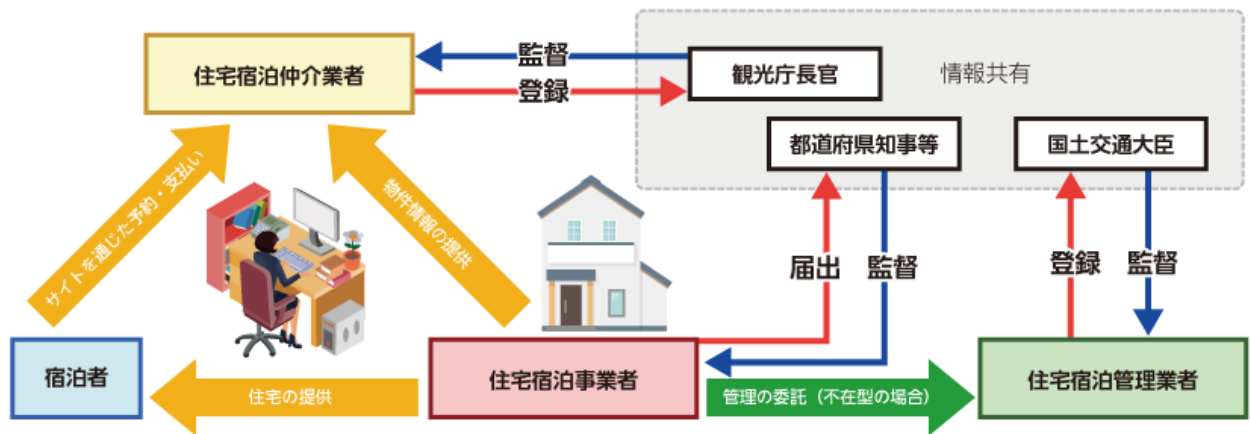 住宅宿泊仲介業者
監督
登録
観光庁長官
情報共有
都道府県知事等
国土交通大臣
サイトを通じた予約・支払い
物件情報の提供
届出
監督
登録
監督
宿泊者
住宅の提供
住宅宿泊事業者
管理の委託（不在型の場合）
住宅宿泊管理業者